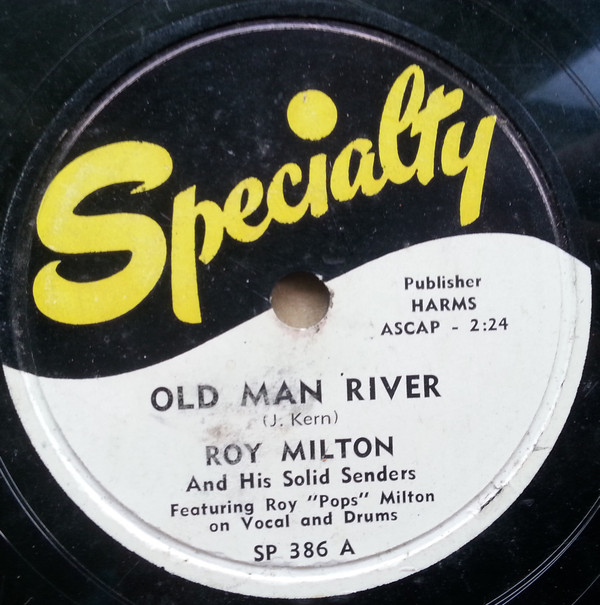 Specialty
Publisher
HARMS
ASCAP - 2:24
OLD MAN RIVER
(J. Kern)
ROY MILTON
And His Solid Senders
Featuring Roy "Pops" Milton
on Vocal and Drums
SP 386 A